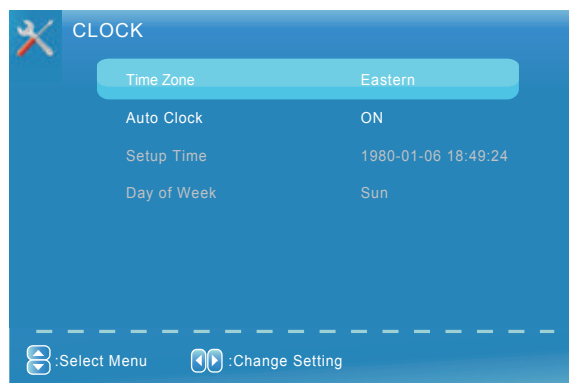 CLOCK
Time Zone Eastern
Auto Clock ON
Setup Time 1980-01-06 18:49:24
Day of Week Sun
:Select Menu :Change Setting